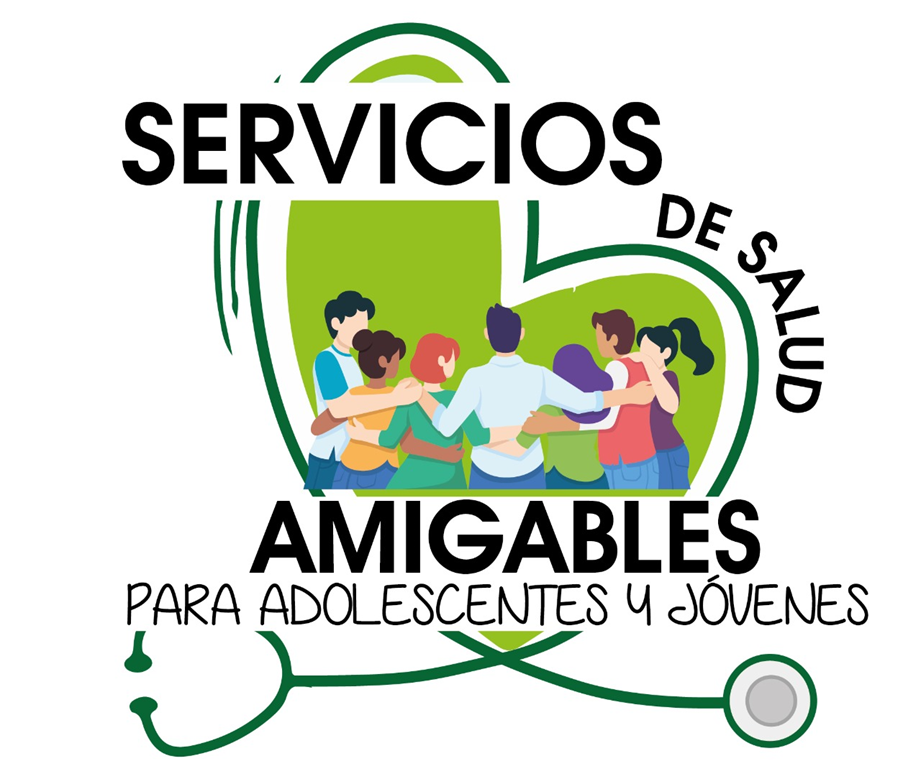 SERVICIOS
DE SALUD
AMIGABLES
PARA ADOLESCENTES Y JÓVENES